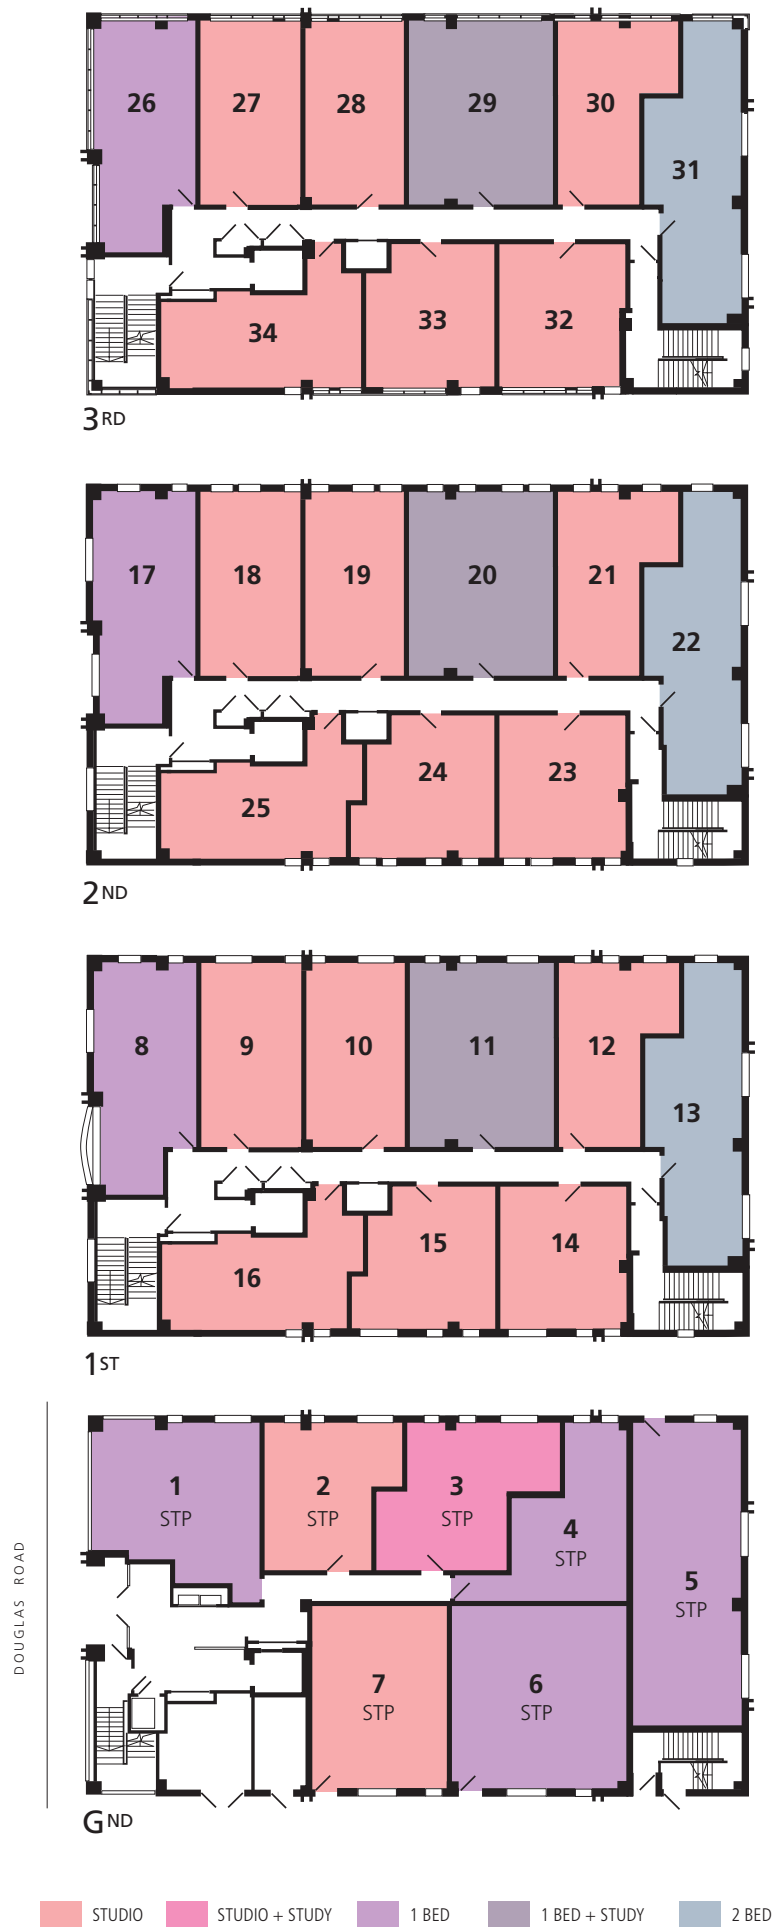 26 27 28 29 30
31
34 33 32
3RD
17 18 19 20 21
22
25 24 23
2ND
8 9 10 11 12
13
16 15 14
1ST
1
STP
2
STP
3
STP
4
STP
5
STP
7
STP
6
STP
DOUGLAS ROAD
GND
STUDIO STUDIO + STUDY 1 BED 1 BED + STUDY 2 BED